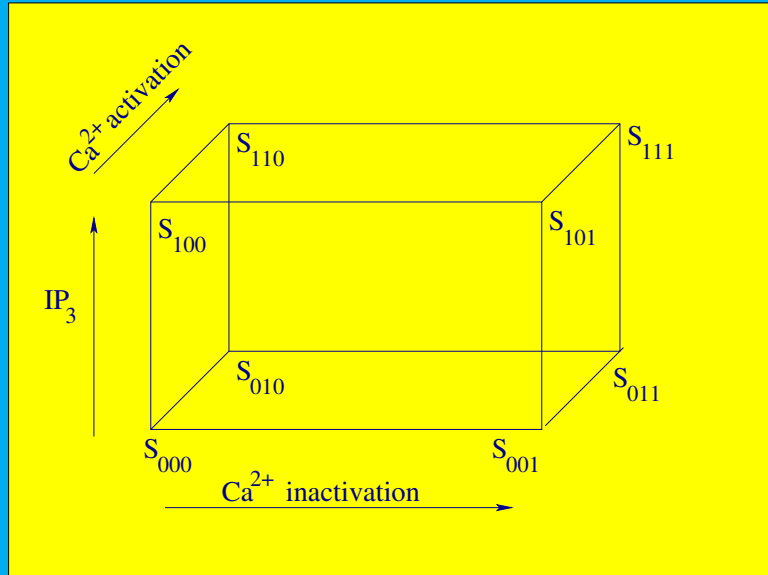 Ca2+ activation
S110
S111
S100
S101
IP3
S010
S011
S000
S001
Ca2+ inactivation